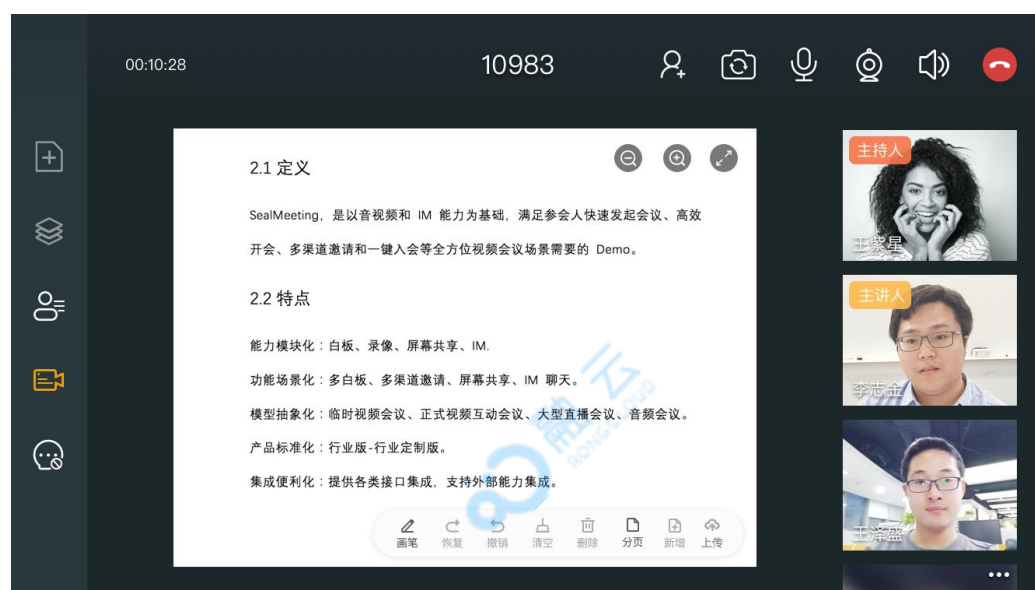 00:10:28
10983
2.1 定义
SealMeeting，是以音视频和 IM 能力为基础，满足参会人快速发起会议、高效
开会、多渠道邀请和一键入会等全方位视频会议场景需要的 Demo。
2.2 特点
能力模块化：白板、录像、屏幕共享、IM.
功能场景化：多白板、多渠道邀请、屏幕共享、IM 聊天。
模型抽象化：临时视频会议、正式视频互动会议、大型直播会议、音频会议。
产品标准化：行业版-行业定制版。
集成便利化：提供各类接口集成，支持外部能力集成。
融云
RONGCLOUD
画笔 恢复 撤销 清空 删除 分页 新增 上传
主持人
王紫星
主讲人
李志金
王泽盛